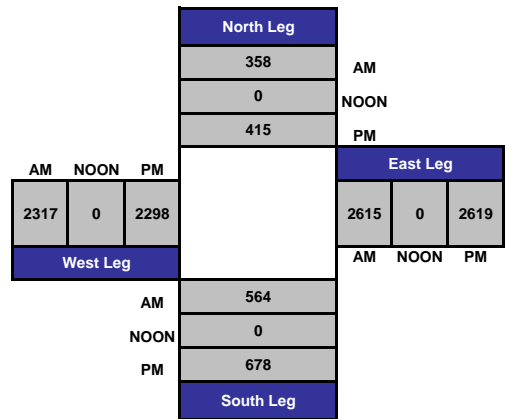 North Leg
358 AM
0 NOON
415 PM
East Leg
AM NOON PM
2317 0 2298
2615 0 2619
West Leg
AM NOON PM
AM 564
NOON 0
PM 678
South Leg